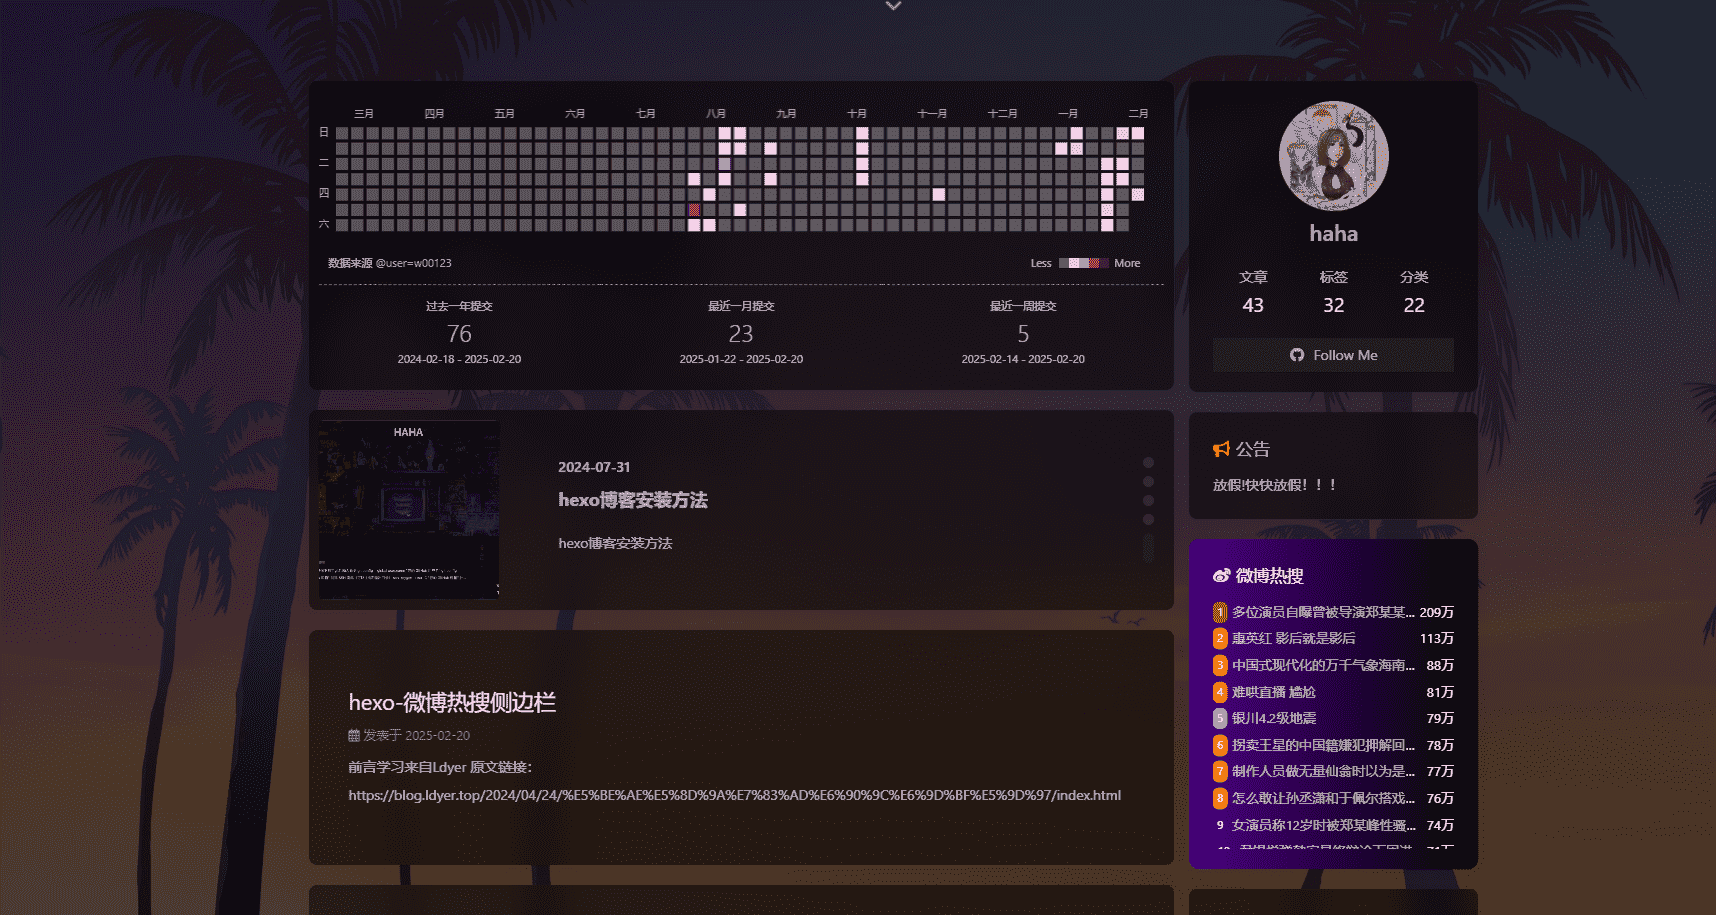 三月 四月 五月 六月 七月 八月 九月 十月 十一月 十二月 一月 二月
日
二
四
六
数据来源 @user=w00123
Less More
过去一年提交 最近一月提交 最近一周提交
76 23 5
2024-02-18 - 2025-02-20 2025-01-22 - 2025-02-20 2025-02-14 - 2025-02-20
HAHA
2024-07-31
hexo博客安装方法
hexo博客安装方法
hexo-微博热搜侧边栏
发表于 2025-02-20
前言学习来自Ldyer 原文链接：
https://blog.ldyer.top/2024/04/24/%E5%BE%AE%E5%8D%9A%E7%83%AD%E6%90%9C%E6%9D%BF%E5%9D%97/index.html
haha
文章 标签 分类
43 32 22
Follow Me
公告
放假!快快放假！！！
微博热搜
1 多位演员自曝曾被导演郑某某... 209万
2 惠英红 影后就是影后 113万
3 中国式现代化的万千气象海南... 88万
4 难哄直播 尴尬 81万
5 银川4.2级地震 79万
6 拐卖王星的中国籍嫌犯押解回... 78万
7 制作人员做无量仙翁时以为是... 77万
8 怎么敢让孙丞潇和于佩尔搭戏... 76万
9 女演员称12岁时被郑某峰性骚... 74万